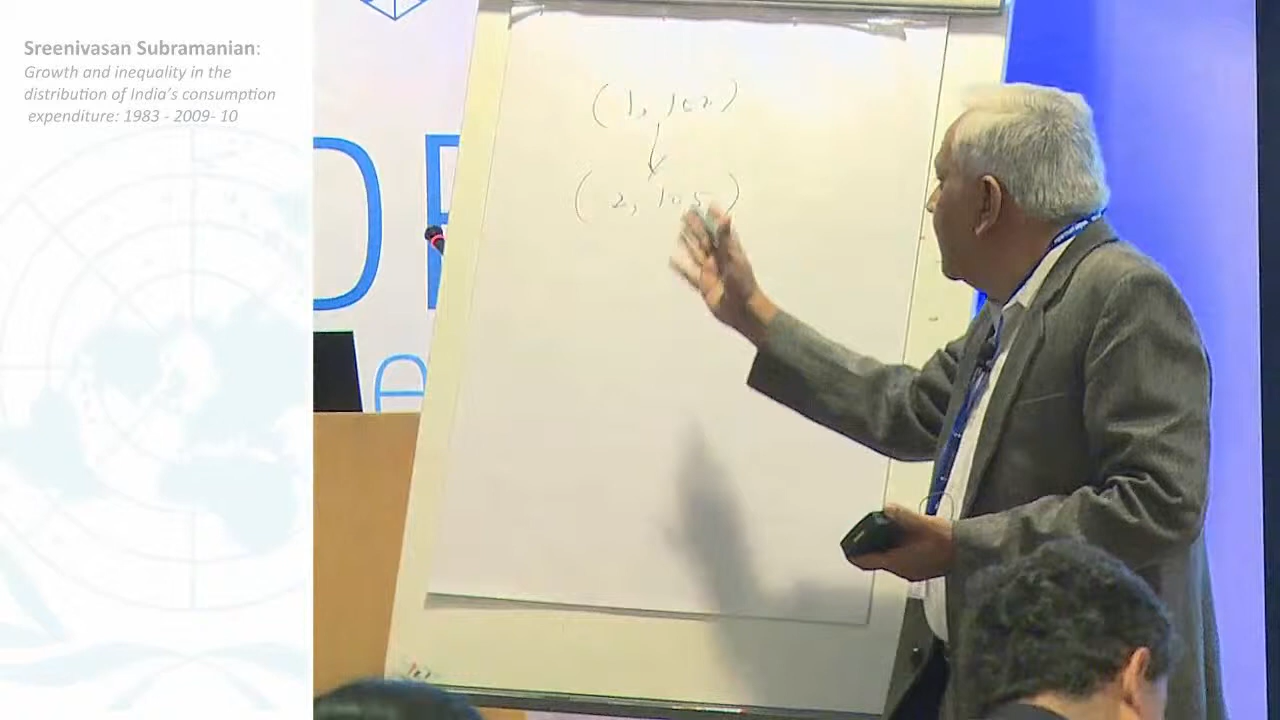 Sreenivasan Subramanian:
Growth and inequality in the
distribution of India's consumption
expenditure: 1983 - 2009- 10
(1, 102)
(2, 105)